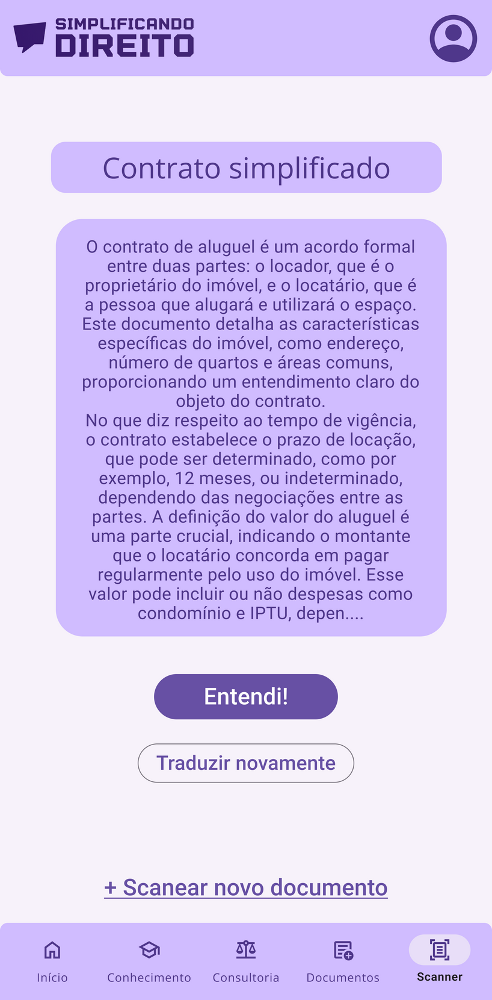 SIMPLIFICANDO
DIREITO
Contrato simplificado
O contrato de aluguel é um acordo formal
entre duas partes: o locador, que é o
proprietário do imóvel, e o locatário, que é
a pessoa que alugará e utilizará o espaço.
Este documento detalha as características
específicas do imóvel, como endereço,
número de quartos e áreas comuns,
proporcionando um entendimento claro do
objeto do contrato.
No que diz respeito ao tempo de vigência,
o contrato estabelece o prazo de locação,
que pode ser determinado, como por
exemplo, 12 meses, ou indeterminado,
dependendo das negociações entre as
partes. A definição do valor do aluguel é
uma parte crucial, indicando o montante
que o locatário concorda em pagar
regularmente pelo uso do imóvel. Esse
valor pode incluir ou não despesas como
condomínio e IPTU, depen....
Entendi!
Traduzir novamente
+ Scanear novo documento
Início
Conhecimento
Consultoria
Documentos
Scanner